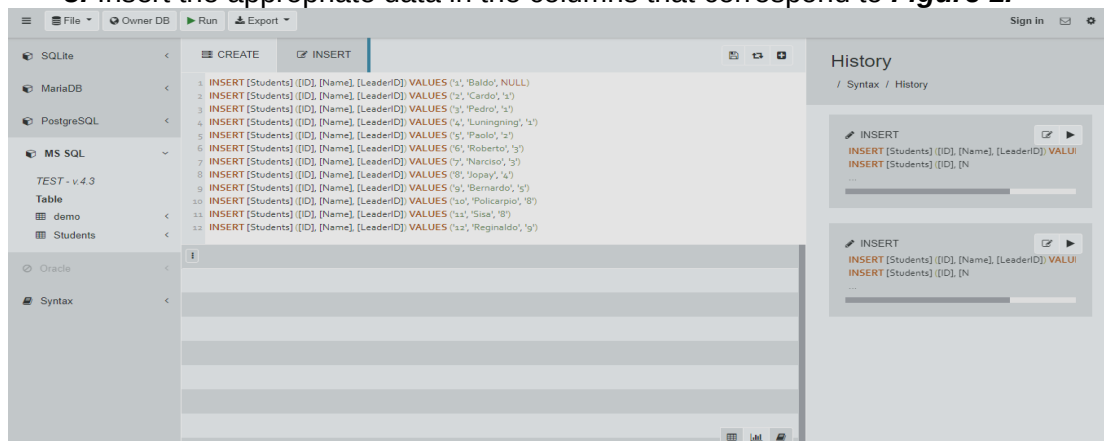 3. Insert the appropriate data in the columns that correspond to Figure 2.
File Owner DB Run Export Sign in
SQLite
MariaDB
PostgreSQL
MS SQL
TEST - v.4.3
Table
demo
Students
Oracle
Syntax
CREATE INSERT
1 INSERT [Students] ([ID], [Name], [LeaderID]) VALUES ('1', 'Baldo', NULL)
2 INSERT [Students] ([ID], [Name], [LeaderID]) VALUES ('2', 'Cardo', '1')
3 INSERT [Students] ([ID], [Name], [LeaderID]) VALUES ('3', 'Pedro', '1')
4 INSERT [Students] ([ID], [Name], [LeaderID]) VALUES ('4', 'Luningning', '1')
5 INSERT [Students] ([ID], [Name], [LeaderID]) VALUES ('5', 'Paolo', '2')
6 INSERT [Students] ([ID], [Name], [LeaderID]) VALUES ('6', 'Roberto', '3')
7 INSERT [Students] ([ID], [Name], [LeaderID]) VALUES ('7', 'Narciso', '3')
8 INSERT [Students] ([ID], [Name], [LeaderID]) VALUES ('8', 'Jopay', '4')
9 INSERT [Students] ([ID], [Name], [LeaderID]) VALUES ('9', 'Bernardo', '5')
10 INSERT [Students] ([ID], [Name], [LeaderID]) VALUES ('10', 'Policarpio', '8')
11 INSERT [Students] ([ID], [Name], [LeaderID]) VALUES ('11', 'Sisa', '8')
12 INSERT [Students] ([ID], [Name], [LeaderID]) VALUES ('12', 'Reginaldo', '9')
History
/ Syntax / History
INSERT
INSERT [Students] ([ID], [Name], [LeaderID]) VALU
INSERT [Students] ([ID], [N
...
INSERT
INSERT [Students] ([ID], [Name], [LeaderID]) VALU
INSERT [Students] ([ID], [N
...